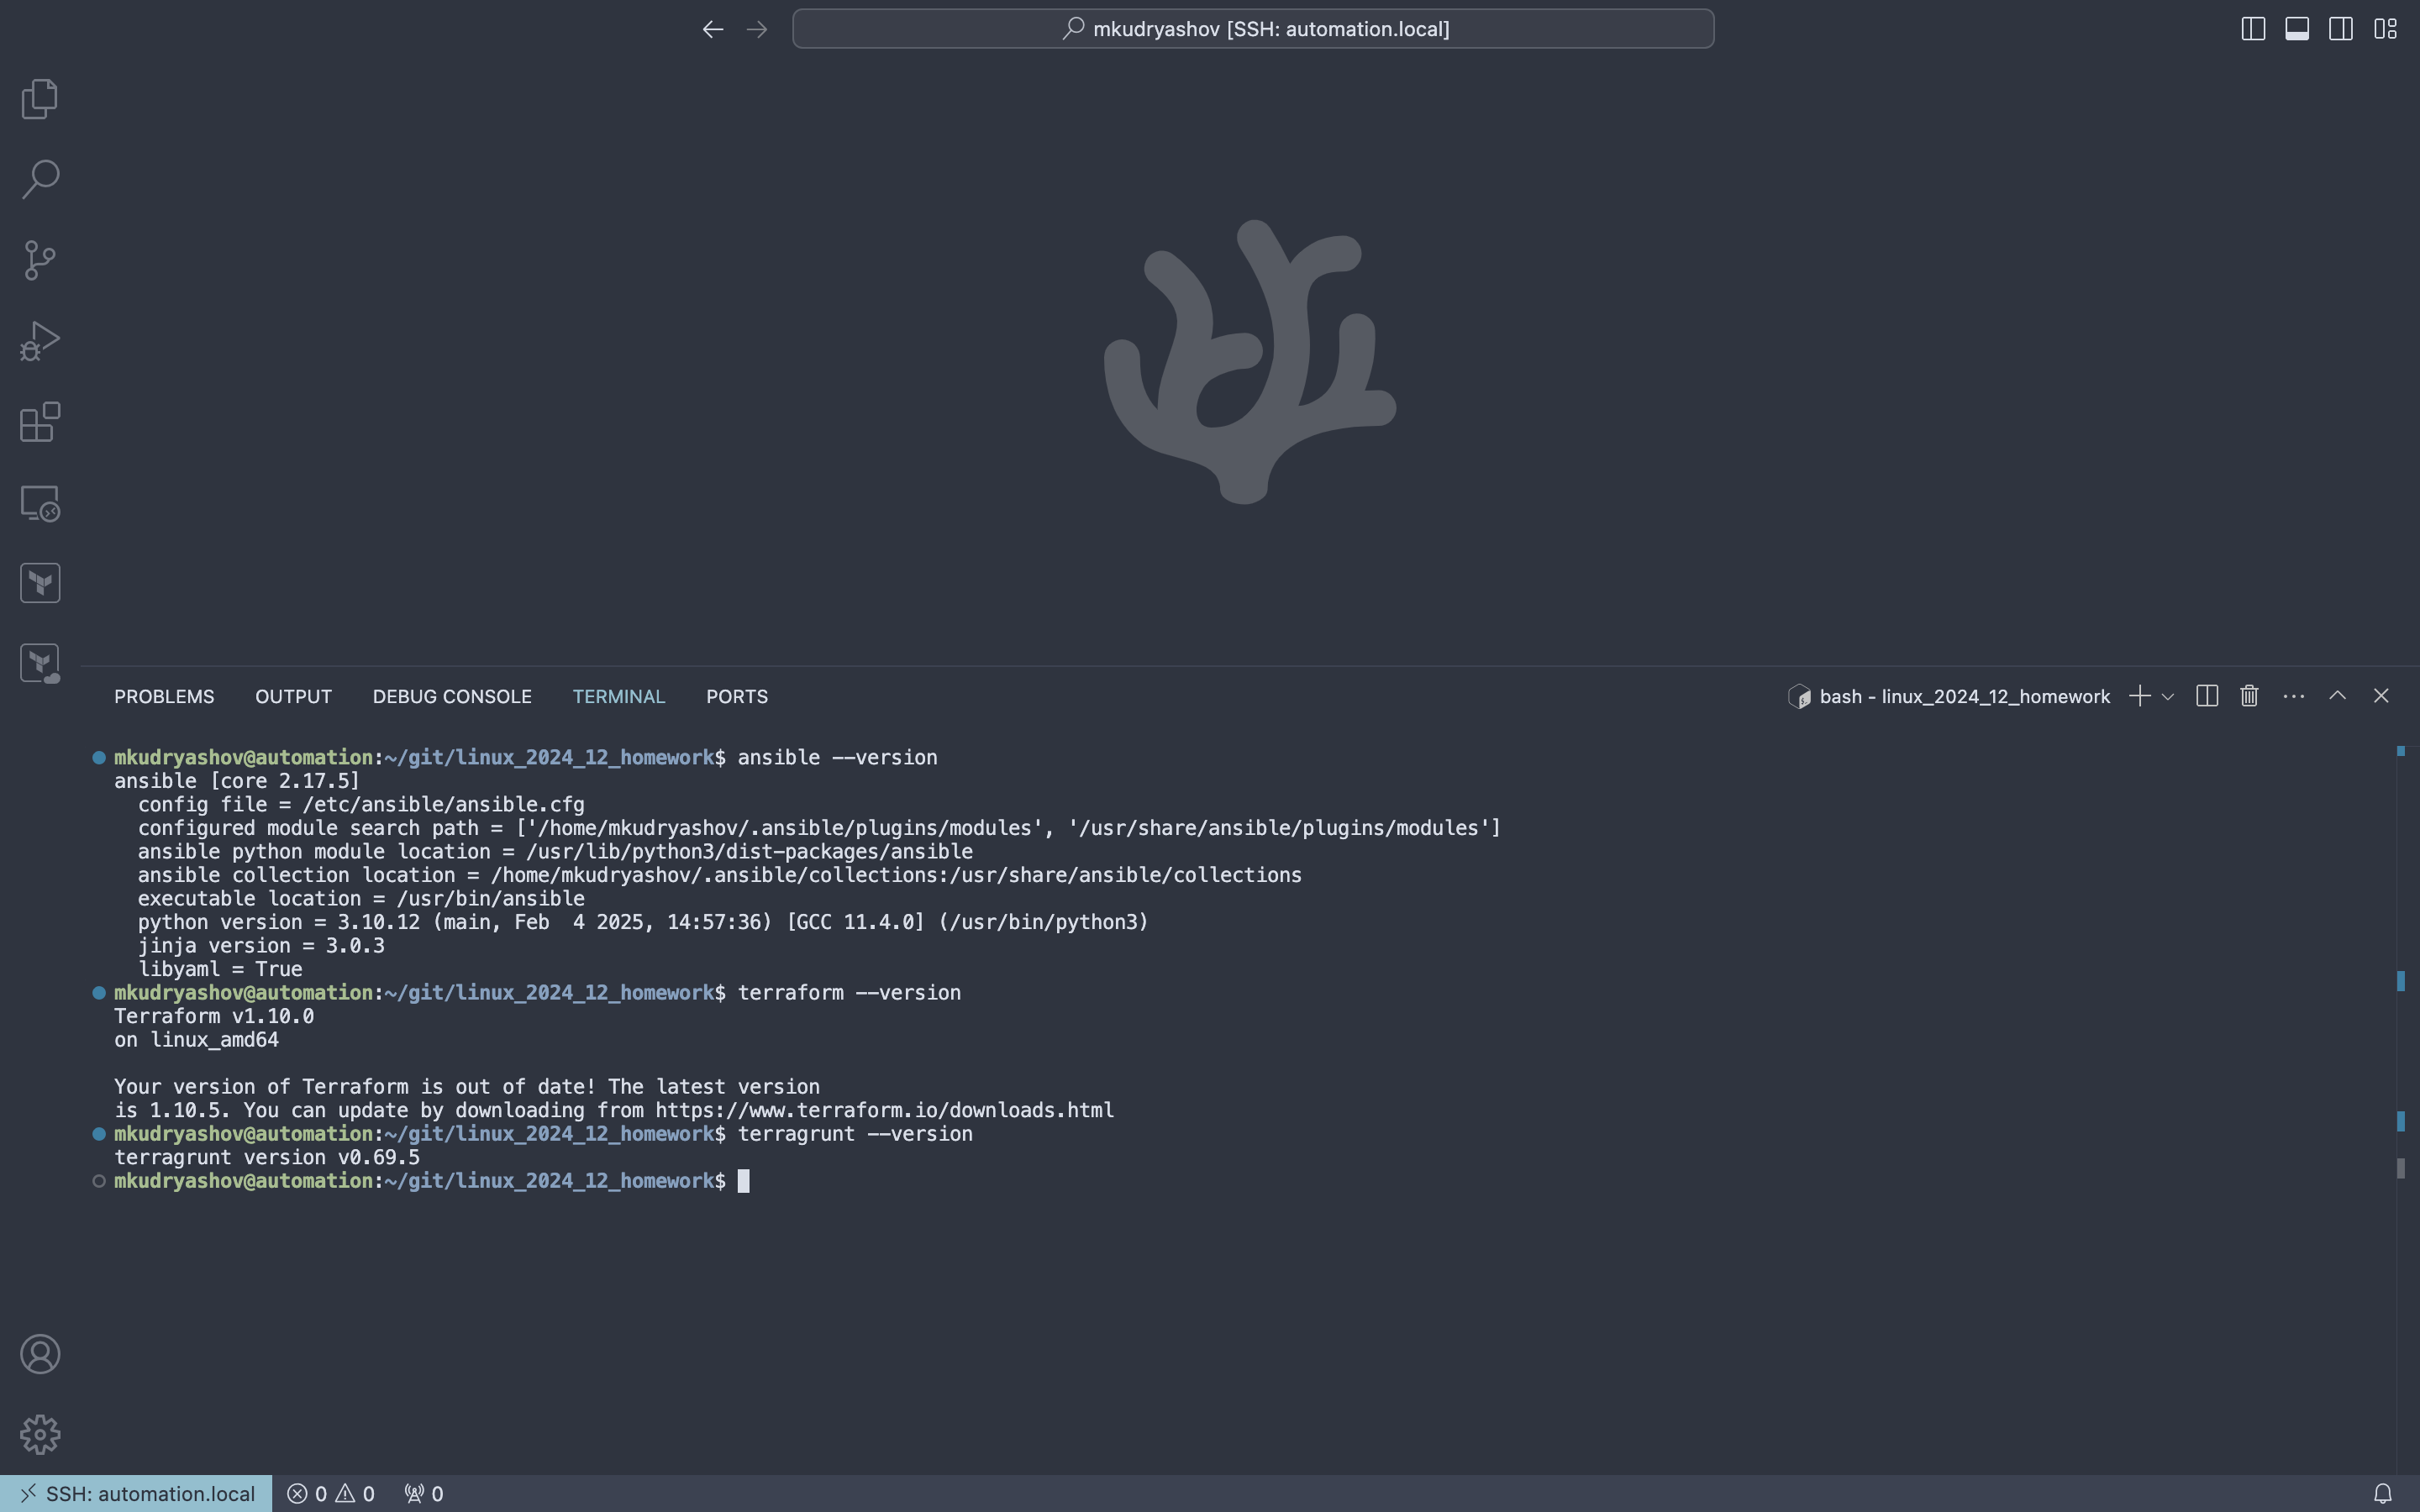 mkudryashov [SSH: automation.local]
PROBLEMS OUTPUT DEBUG CONSOLE TERMINAL PORTS bash - linux_2024_12_homework
mkudryashov@automation:~/git/linux_2024_12_homework$ ansible --version
ansible [core 2.17.5]
  config file = /etc/ansible/ansible.cfg
  configured module search path = ['/home/mkudryashov/.ansible/plugins/modules', '/usr/share/ansible/plugins/modules']
  ansible python module location = /usr/lib/python3/dist-packages/ansible
  ansible collection location = /home/mkudryashov/.ansible/collections:/usr/share/ansible/collections
  executable location = /usr/bin/ansible
  python version = 3.10.12 (main, Feb  4 2025, 14:57:36) [GCC 11.4.0] (/usr/bin/python3)
  jinja version = 3.0.3
  libyaml = True
mkudryashov@automation:~/git/linux_2024_12_homework$ terraform --version
Terraform v1.10.0
on linux_amd64
Your version of Terraform is out of date! The latest version
is 1.10.5. You can update by downloading from https://www.terraform.io/downloads.html
mkudryashov@automation:~/git/linux_2024_12_homework$ terragrunt --version
terragrunt version v0.69.5
mkudryashov@automation:~/git/linux_2024_12_homework$
SSH: automation.local 0 0 0